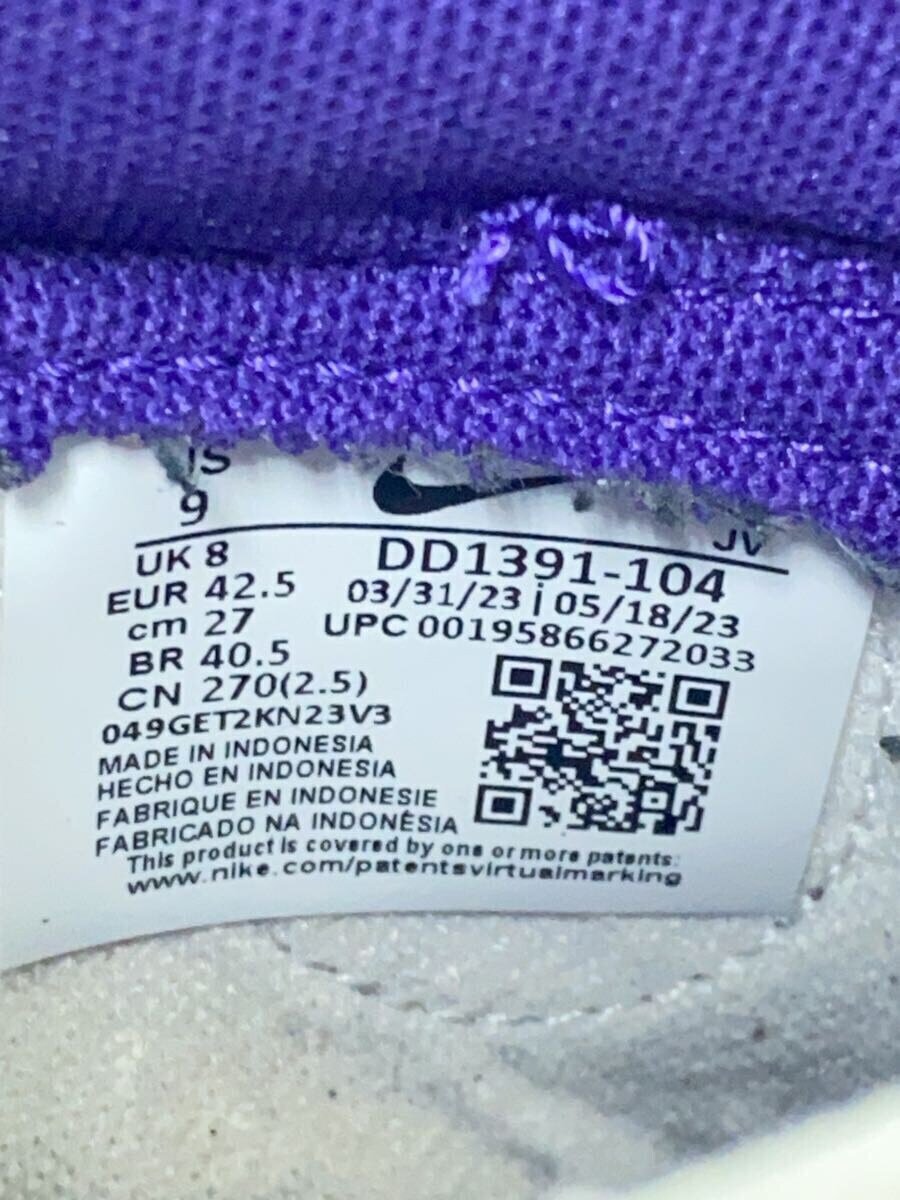 US
9
JV
UK 8
EUR 42.5
cm 27
BR 40.5
CN 270(2.5)
049GET2KN23V3
DD1391-104
03/31/23 | 05/18/23
UPC 00195866272033
MADE IN INDONESIA
HECHO EN INDONESIA
FABRIQUE EN INDONESIE
FABRICADO NA INDONÉSIA
This product is covered by one or more patents:
www.nike.com/patentsvirtualmarking